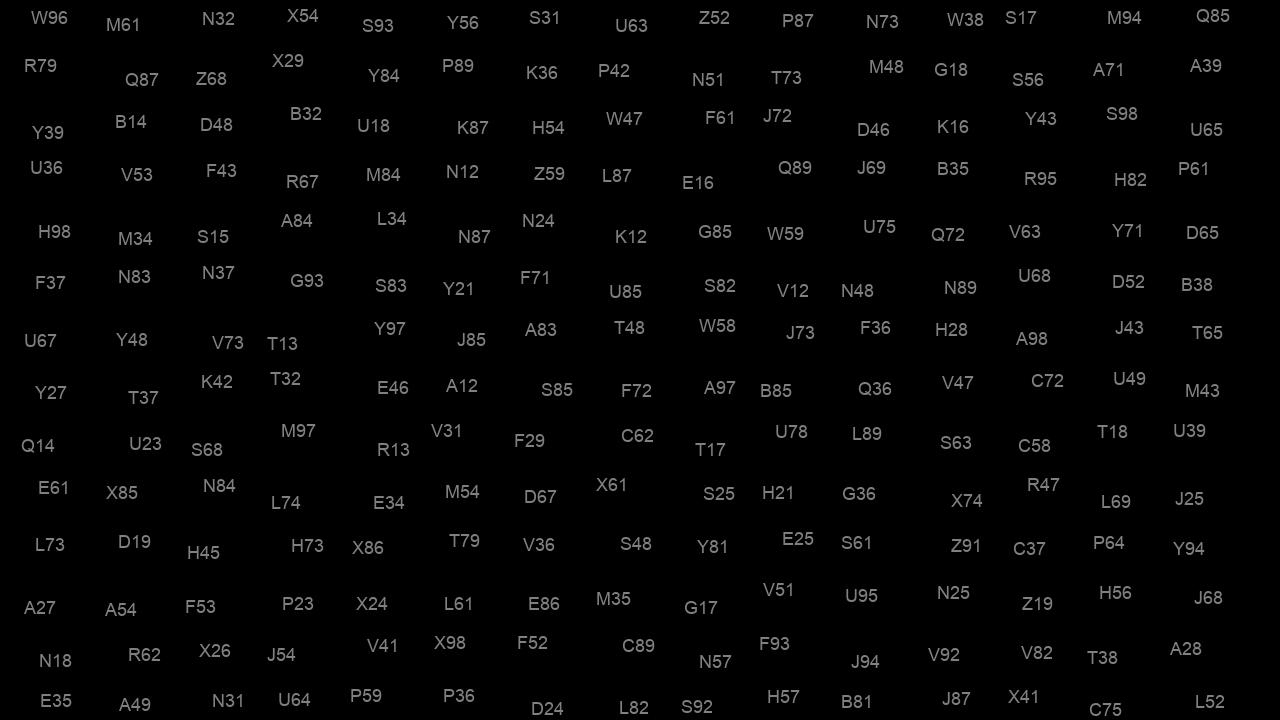 W96 M61 N32 X54 S93 Y56 S31 U63 Z52 P87 N73 W38 S17 M94 Q85
R79 Q87 Z68 X29 Y84 P89 K36 P42 N51 T73 M48 G18 S56 A71 A39
Y39 B14 D48 B32 U18 K87 H54 W47 F61 J72 D46 K16 Y43 S98 U65
U36 V53 F43 R67 M84 N12 Z59 L87 E16 Q89 J69 B35 R95 H82 P61
H98 M34 S15 A84 L34 N87 N24 K12 G85 W59 U75 Q72 V63 Y71 D65
F37 N83 N37 G93 S83 Y21 F71 U85 S82 V12 N48 N89 U68 D52 B38
U67 Y48 V73 T13 Y97 J85 A83 T48 W58 J73 F36 H28 A98 J43 T65
Y27 T37 K42 T32 E46 A12 S85 F72 A97 B85 Q36 V47 C72 U49 M43
Q14 U23 S68 M97 R13 V31 F29 C62 T17 U78 L89 S63 C58 T18 U39
E61 X85 N84 L74 E34 M54 D67 X61 S25 H21 G36 X74 R47 L69 J25
L73 D19 H45 H73 X86 T79 V36 S48 Y81 E25 S61 Z91 C37 P64 Y94
A27 A54 F53 P23 X24 L61 E86 M35 G17 V51 U95 N25 Z19 H56 J68
N18 R62 X26 J54 V41 X98 F52 C89 N57 F93 J94 V92 V82 T38 A28
E35 A49 N31 U64 P59 P36 D24 L82 S92 H57 B81 J87 X41 C75 L52